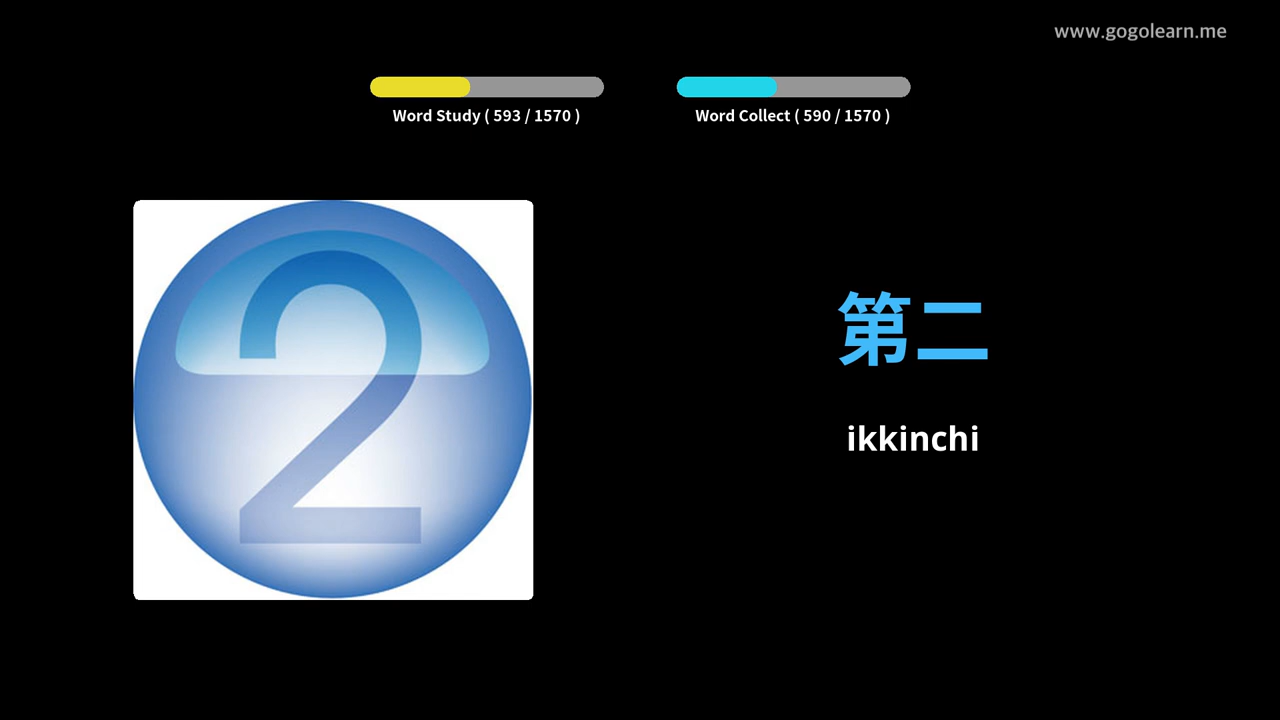 www.gogolearn.me
Word Study ( 593 / 1570 )
Word Collect ( 590 / 1570 )
2
第二
ikkinchi